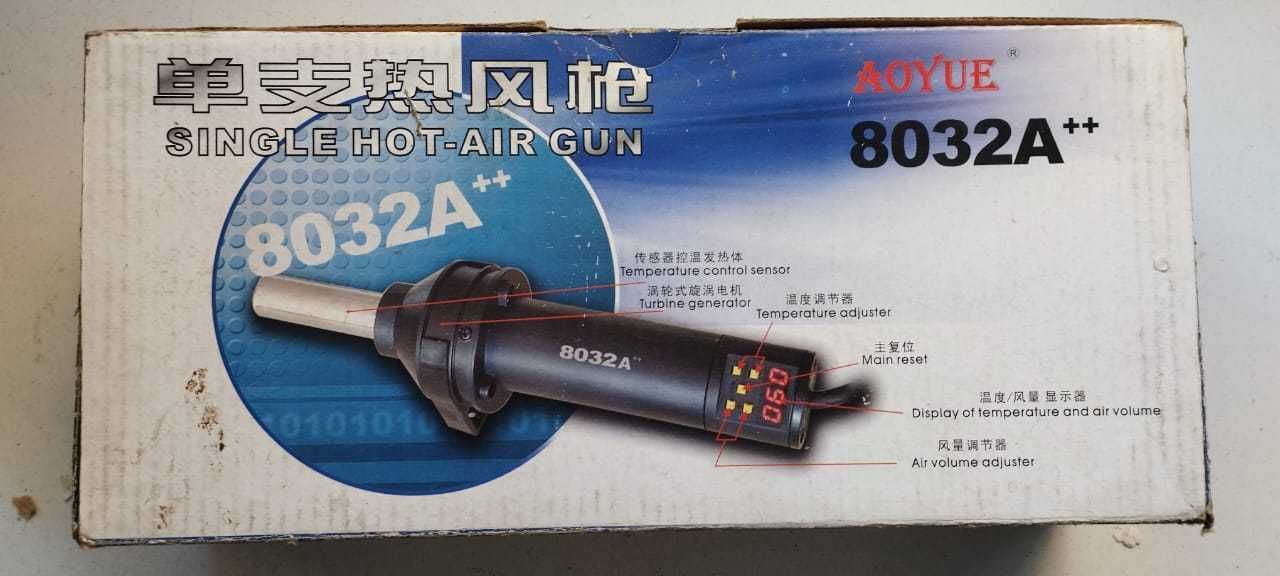 单支热风枪
SINGLE HOT-AIR GUN
AOYUE ®
8032A++
8032A++
传感器控温发热体
Temperature control sensor
涡轮式旋涡电机
Turbine generator
温度调节器
Temperature adjuster
主复位
Main reset
8032A++
060
温度/风量 显示器
Display of temperature and air volume
风量调节器
Air volume adjuster